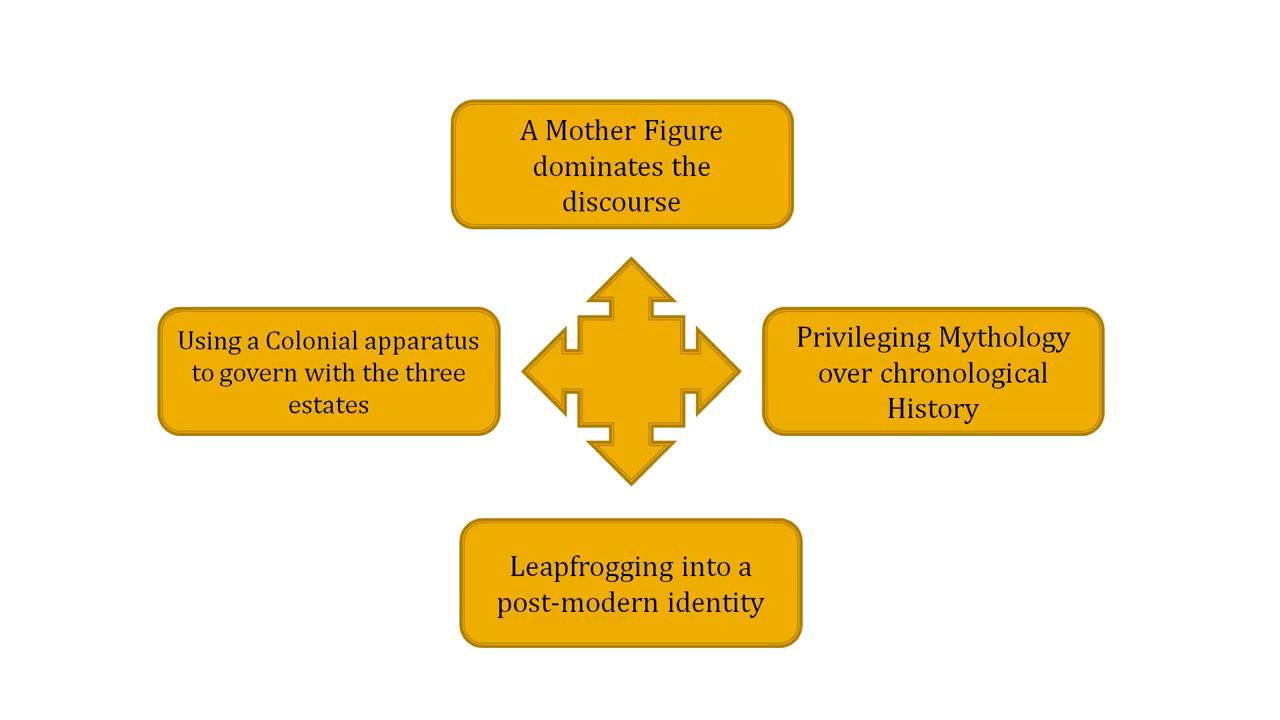 A Mother Figure
dominates the
discourse
Using a Colonial apparatus
to govern with the three
estates
Privileging Mythology
over chronological
History
Leapfrogging into a
post-modern identity